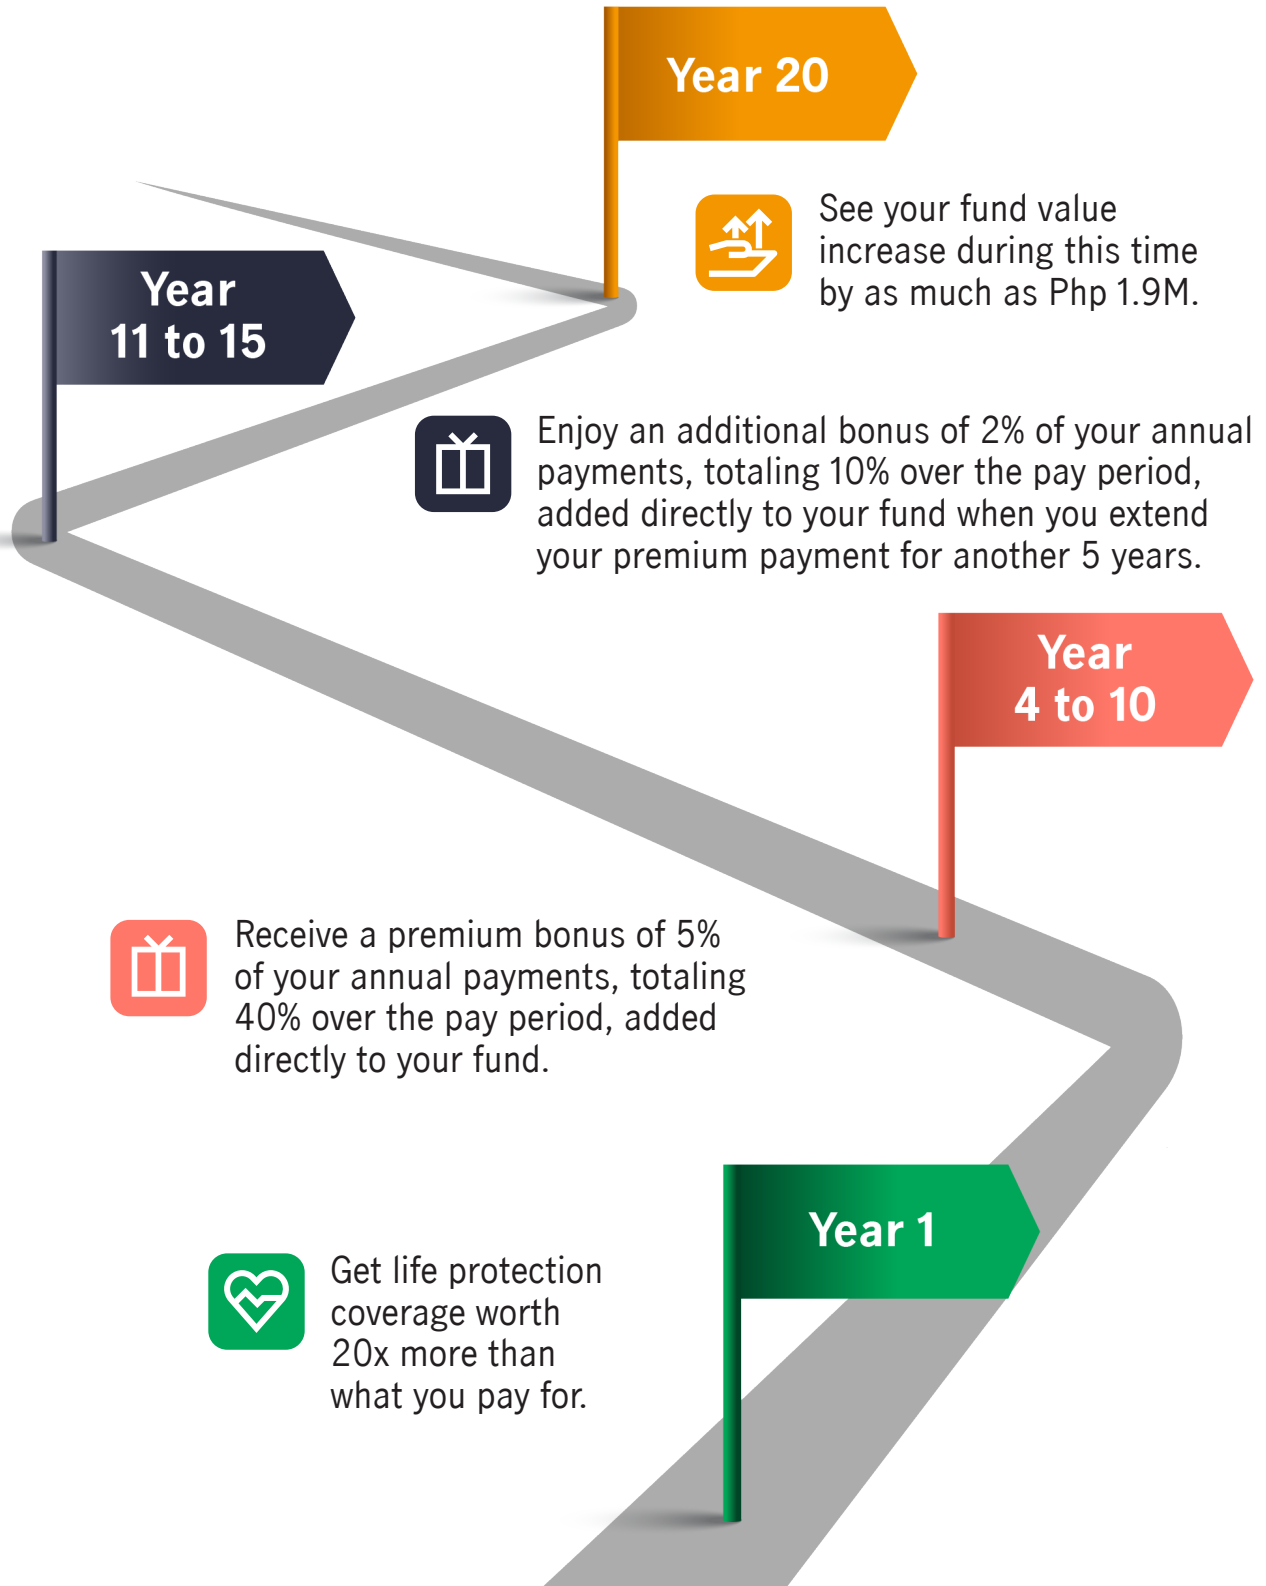 Year 20
See your fund value
increase during this time
by as much as Php 1.9M.
Year
11 to 15
Enjoy an additional bonus of 2% of your annual
payments, totaling 10% over the pay period,
added directly to your fund when you extend
your premium payment for another 5 years.
Year
4 to 10
Receive a premium bonus of 5%
of your annual payments, totaling
40% over the pay period, added
directly to your fund.
Year 1
Get life protection
coverage worth
20x more than
what you pay for.